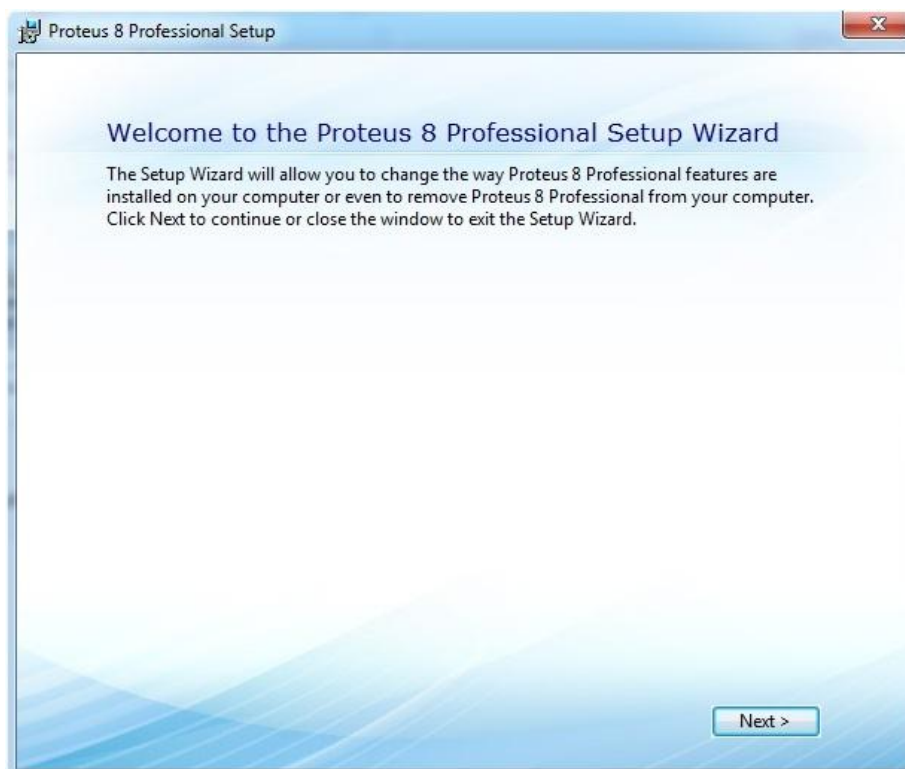 Proteus 8 Professional Setup
Welcome to the Proteus 8 Professional Setup Wizard
The Setup Wizard will allow you to change the way Proteus 8 Professional features are
installed on your computer or even to remove Proteus 8 Professional from your computer.
Click Next to continue or close the window to exit the Setup Wizard.
Next >